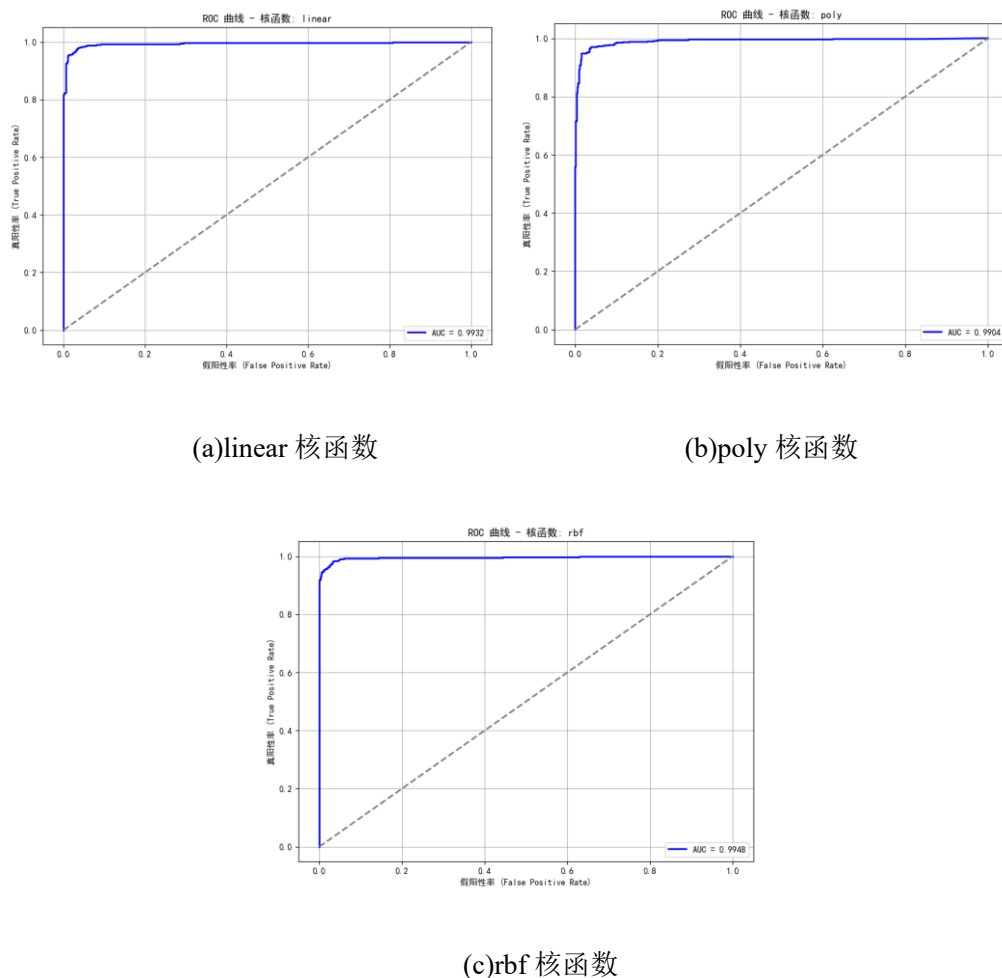 ROC 曲线 - 核函数: linear
真阳性率 (True Positive Rate)
1.0
0.8
0.6
0.4
0.2
0.0
AUC = 0.9932
0.0 0.2 0.4 0.6 0.8 1.0
假阳性率 (False Positive Rate)
(a)linear 核函数
ROC 曲线 - 核函数: poly
真阳性率 (True Positive Rate)
1.0
0.8
0.6
0.4
0.2
0.0
AUC = 0.9904
0.0 0.2 0.4 0.6 0.8 1.0
假阳性率 (False Positive Rate)
(b)poly 核函数
ROC 曲线 - 核函数: rbf
真阳性率 (True Positive Rate)
1.0
0.8
0.6
0.4
0.2
0.0
AUC = 0.9948
0.0 0.2 0.4 0.6 0.8 1.0
假阳性率 (False Positive Rate)
(c)rbf 核函数